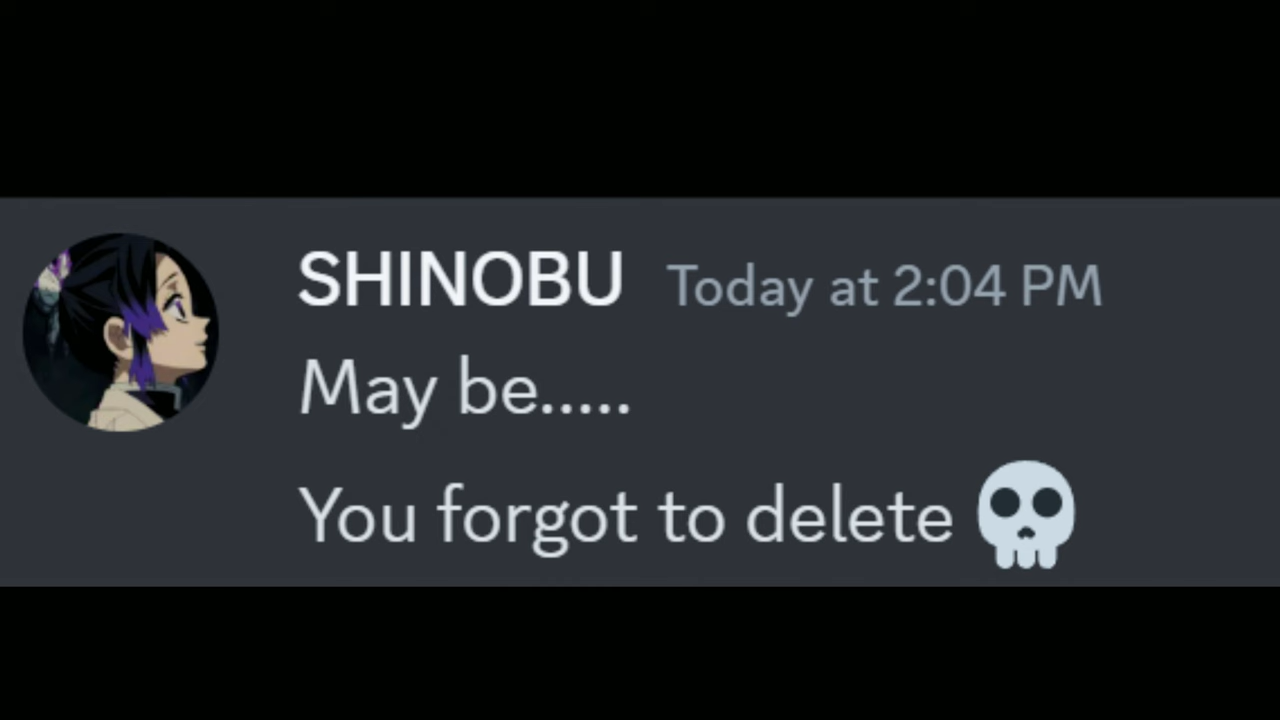 SHINOBU Today at 2:04 PM
May be.....
You forgot to delete 💀